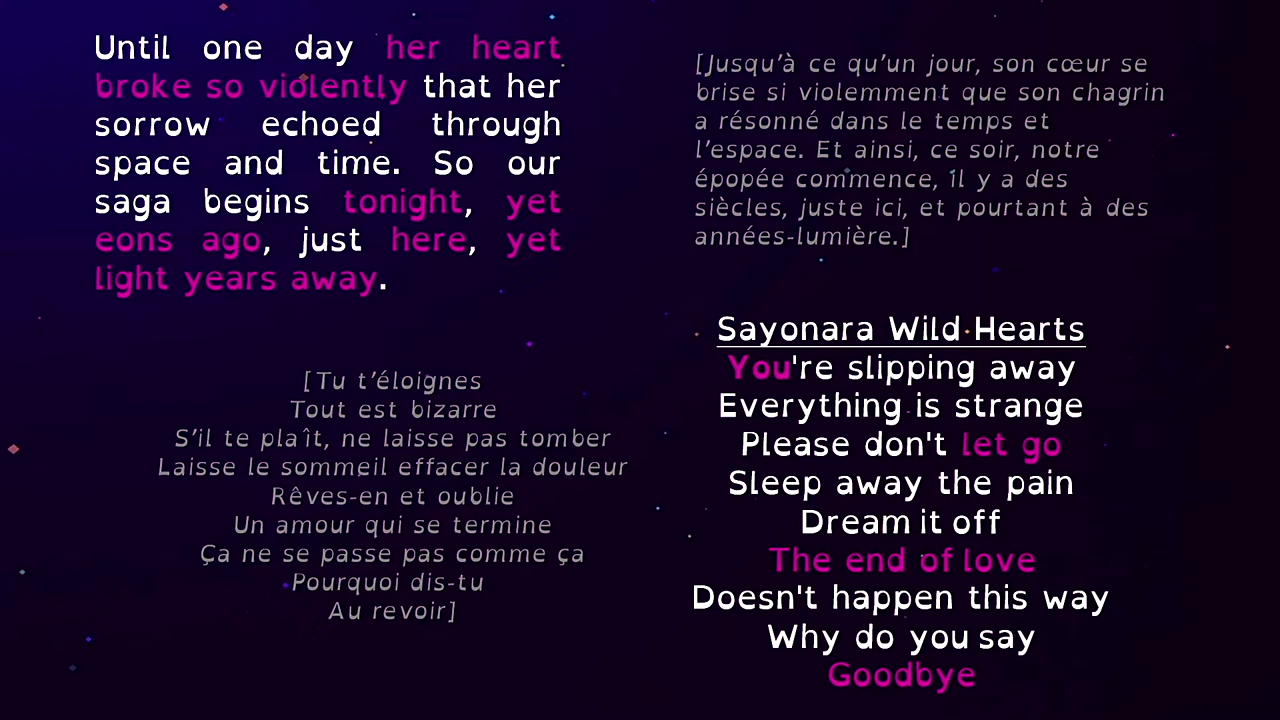 Until one day her heart
broke so violently that her
sorrow echoed through
space and time. So our
saga begins tonight, yet
eons ago, just here, yet
light years away.
[Jusqu'à ce qu'un jour, son cœur se
brise si violemment que son chagrin
a résonné dans le temps et
l'espace. Et ainsi, ce soir, notre
épopée commence, il y a des
siècles, juste ici, et pourtant à des
années-lumière.]
[Tu t'éloignes
Tout est bizarre
S'il te plaît, ne laisse pas tomber
Laisse le sommeil effacer la douleur
Rêves-en et oublie
Un amour qui se termine
Ça ne se passe pas comme ça
Pourquoi dis-tu
Au revoir]
Sayonara Wild Hearts
You're slipping away
Everything is strange
Please don't let go
Sleep away the pain
Dream it off
The end of love
Doesn't happen this way
Why do you say
Goodbye